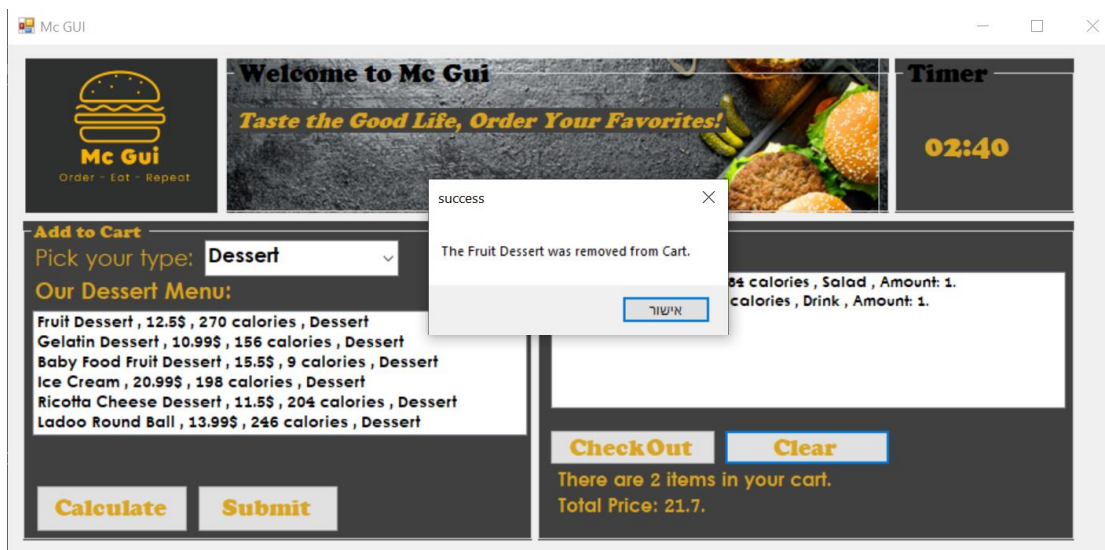 Mc GUI
Mc Gui
Order - Eat - Repeat
Welcome to Mc Gui
Taste the Good Life, Order Your Favorites!
Timer
02:40
success
The Fruit Dessert was removed from Cart.
אישור
Add to Cart
Pick your type: Dessert
Our Dessert Menu:
Fruit Dessert , 12.5$ , 270 calories , Dessert
Gelatin Dessert , 10.99$ , 156 calories , Dessert
Baby Food Fruit Dessert , 15.5$ , 9 calories , Dessert
Ice Cream , 20.99$ , 198 calories , Dessert
Ricotta Cheese Dessert , 11.5$ , 204 calories , Dessert
Ladoo Round Ball , 13.99$ , 246 calories , Dessert
Calculate Submit
84 calories , Salad , Amount: 1.
calories , Drink , Amount: 1.
CheckOut Clear
There are 2 items in your cart.
Total Price: 21.7.